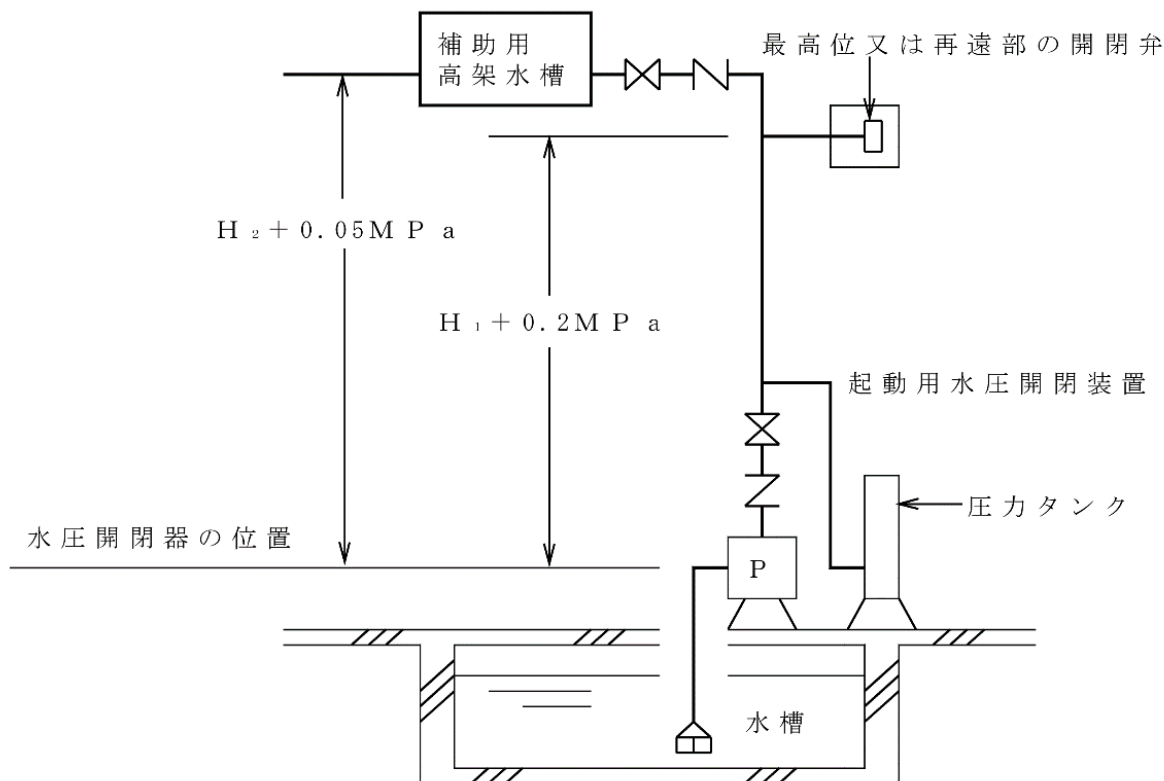 補助用
高架水槽
最高位又は再遠部の開閉弁
H₂+0.05MPa
H₁+0.2MPa
起動用水圧開閉装置
圧力タンク
水圧開閉器の位置
P
水槽